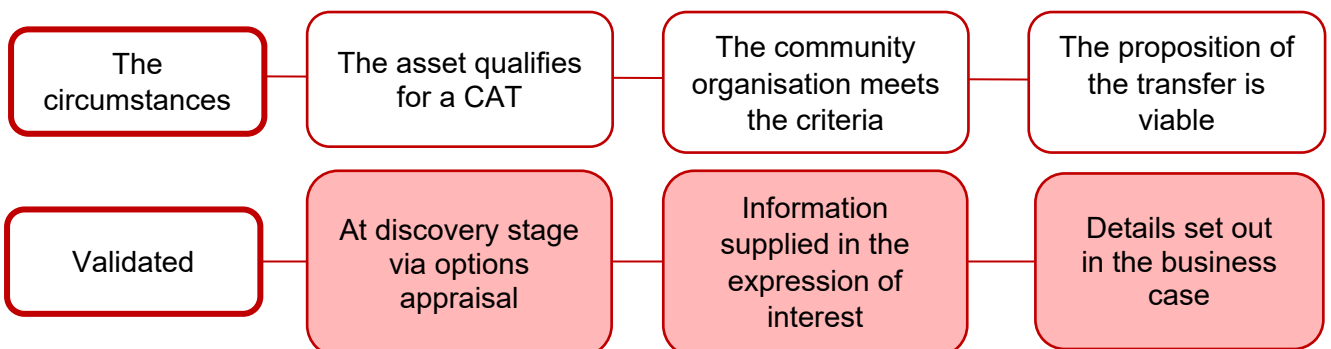 The
circumstances
The asset qualifies
for a CAT
The community
organisation meets
the criteria
The proposition of
the transfer is
viable
Validated
At discovery stage
via options
appraisal
Information
supplied in the
expression of
interest
Details set out
in the business
case